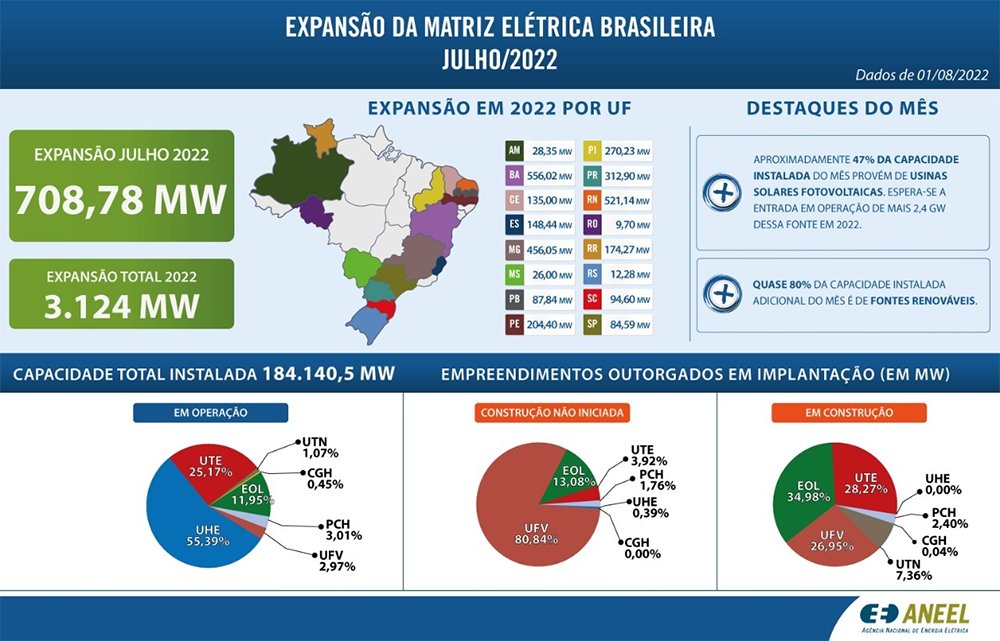 EXPANSÃO DA MATRIZ ELÉTRICA BRASILEIRA
JULHO/2022
Dados de 01/08/2022
EXPANSÃO JULHO 2022
708,78 MW
EXPANSÃO TOTAL 2022
3.124 MW
EXPANSÃO EM 2022 POR UF
AM 28,35 MW
BA 556,02 MW
CE 135,00 MW
ES 148,44 MW
MG 456,05 MW
MS 26,00 MW
PB 87,84 MW
PE 204,40 MW
PI 270,23 MW
PR 312,90 MW
RN 521,14 MW
RO 9,70 MW
RR 174,27 MW
RS 12,28 MW
SC 94,60 MW
SP 84,59 MW
DESTAQUES DO MÊS
APROXIMADAMENTE 47% DA CAPACIDADE
INSTALADA DO MÊS PROVÉM DE USINAS
SOLARES FOTOVOLTAICAS. ESPERA-SE A
ENTRADA EM OPERAÇÃO DE MAIS 2,4 GW
DESSA FONTE EM 2022.
QUASE 80% DA CAPACIDADE INSTALADA
ADICIONAL DO MÊS É DE FONTES RENOVÁVEIS.
CAPACIDADE TOTAL INSTALADA 184.140,5 MW
EM OPERAÇÃO
UTE
25,17%
UTN
1,07%
CGH
0,45%
EOL
11,95%
PCH
3,01%
UFV
2,97%
UHE
55,39%
EMPREENDIMENTOS OUTORGADOS EM IMPLANTAÇÃO (EM MW)
CONSTRUÇÃO NÃO INICIADA
EOL
13,08%
UTE
3,92%
PCH
1,76%
UHE
0,39%
CGH
0,00%
UFV
80,84%
EM CONSTRUÇÃO
EOL
34,98%
UTE
28,27%
UHE
0,00%
PCH
2,40%
CGH
0,04%
UTN
7,36%
UFV
26,95%
ANEEL
AGÊNCIA NACIONAL DE ENERGIA ELÉTRICA